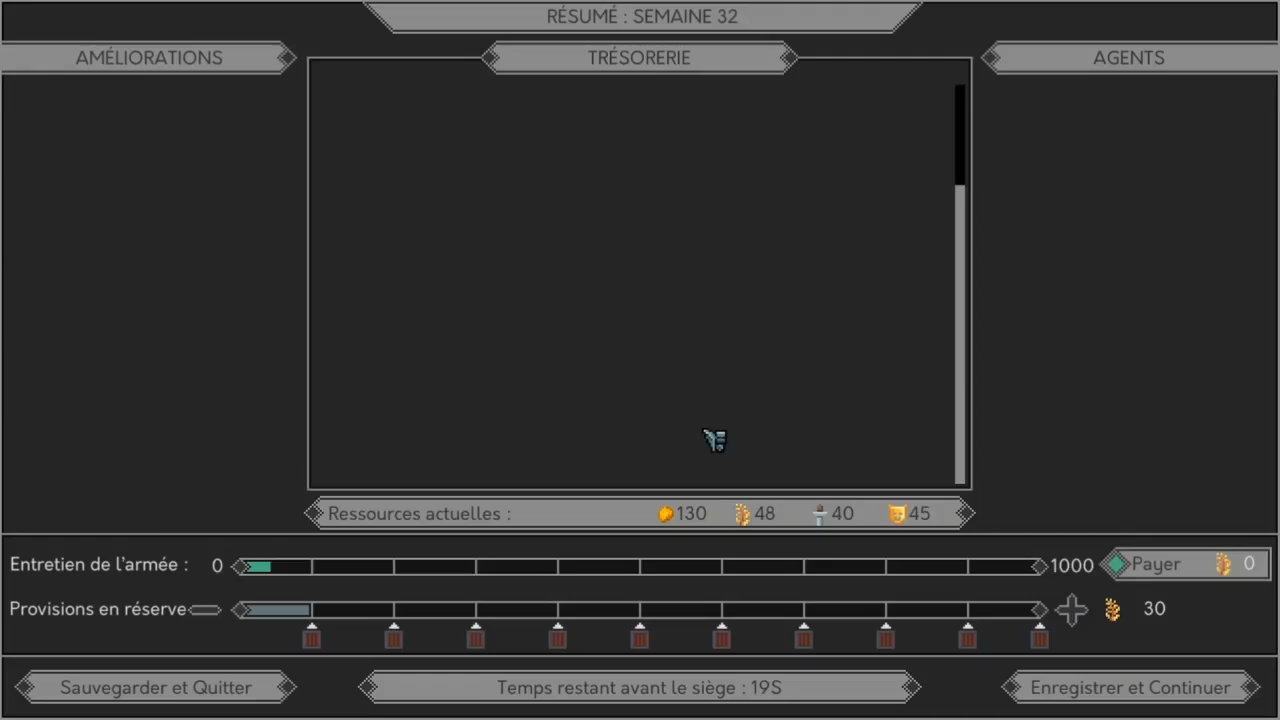 RÉSUMÉ : SEMAINE 32
AMÉLIORATIONS
TRÉSORERIE
AGENTS
Ressources actuelles : 130 48 40 45
Entretien de l'armée : 0 1000 Payer 0
Provisions en réserve 30
Sauvegarder et Quitter
Temps restant avant le siège : 19S
Enregistrer et Continuer